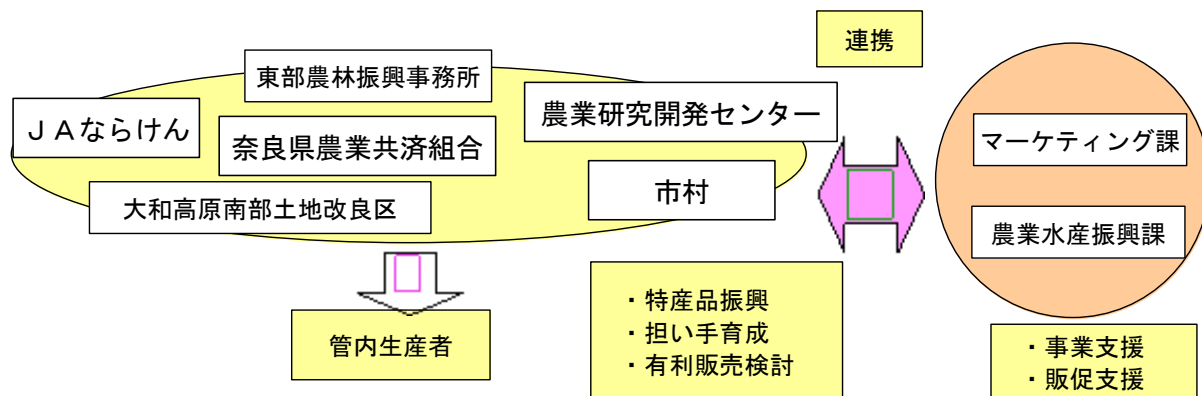 連携
東部農林振興事務所
農業研究開発センター
ＪＡならけん
奈良県農業共済組合
マーケティング課
市村
大和高原南部土地改良区
農業水産振興課
管内生産者
・特産品振興
・担い手育成
・有利販売検討
・事業支援
・販促支援